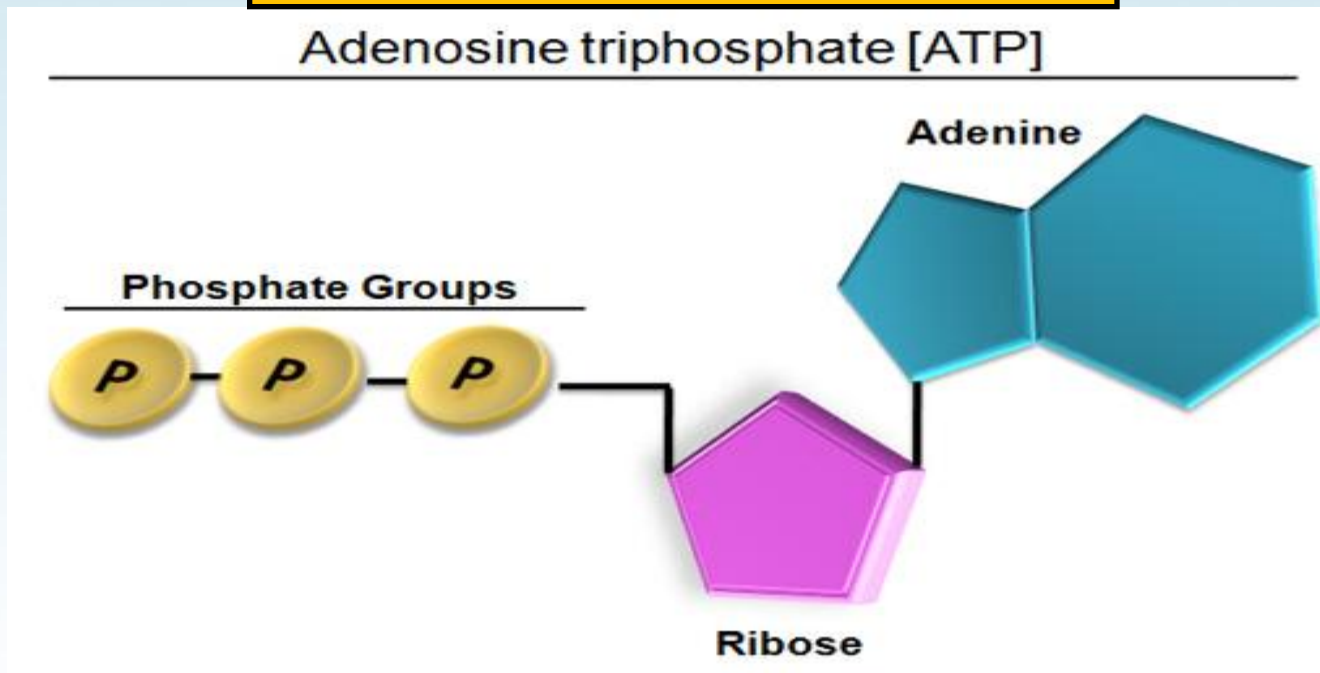 Adenosine triphosphate [ATP]
Adenine
Phosphate Groups
P P P
Ribose